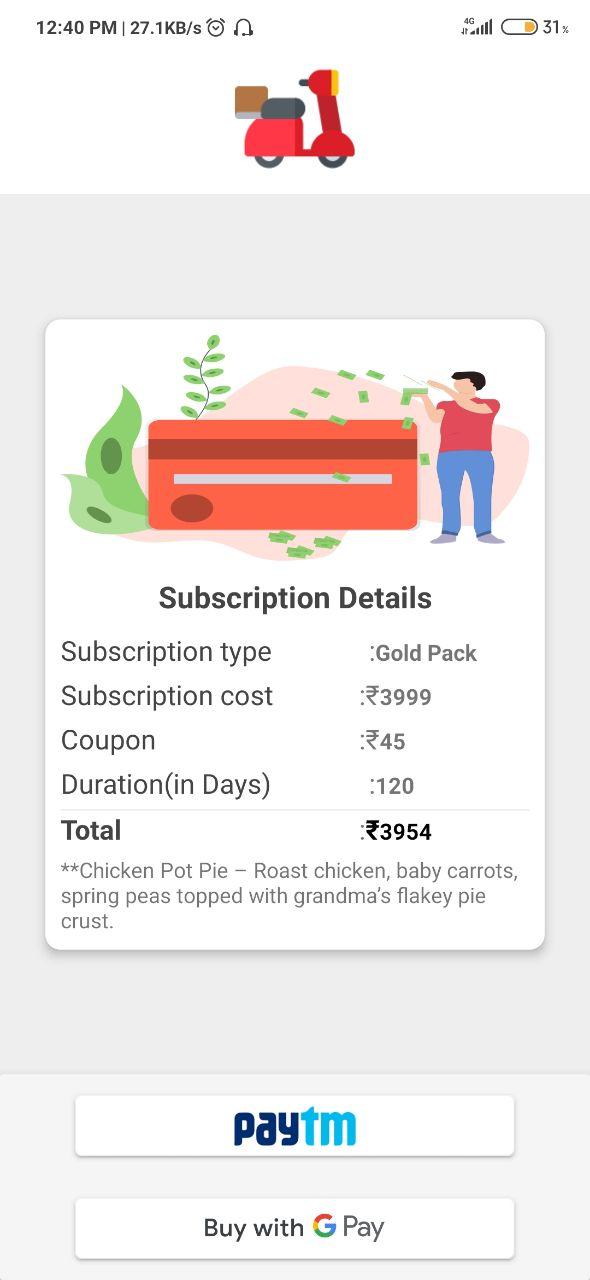 12:40 PM | 27.1KB/s
4G
31%
Subscription Details
Subscription type :Gold Pack
Subscription cost :₹3999
Coupon :₹45
Duration(in Days) :120
Total :₹3954
**Chicken Pot Pie – Roast chicken, baby carrots,
spring peas topped with grandma's flakey pie
crust.
paytm
Buy with G Pay